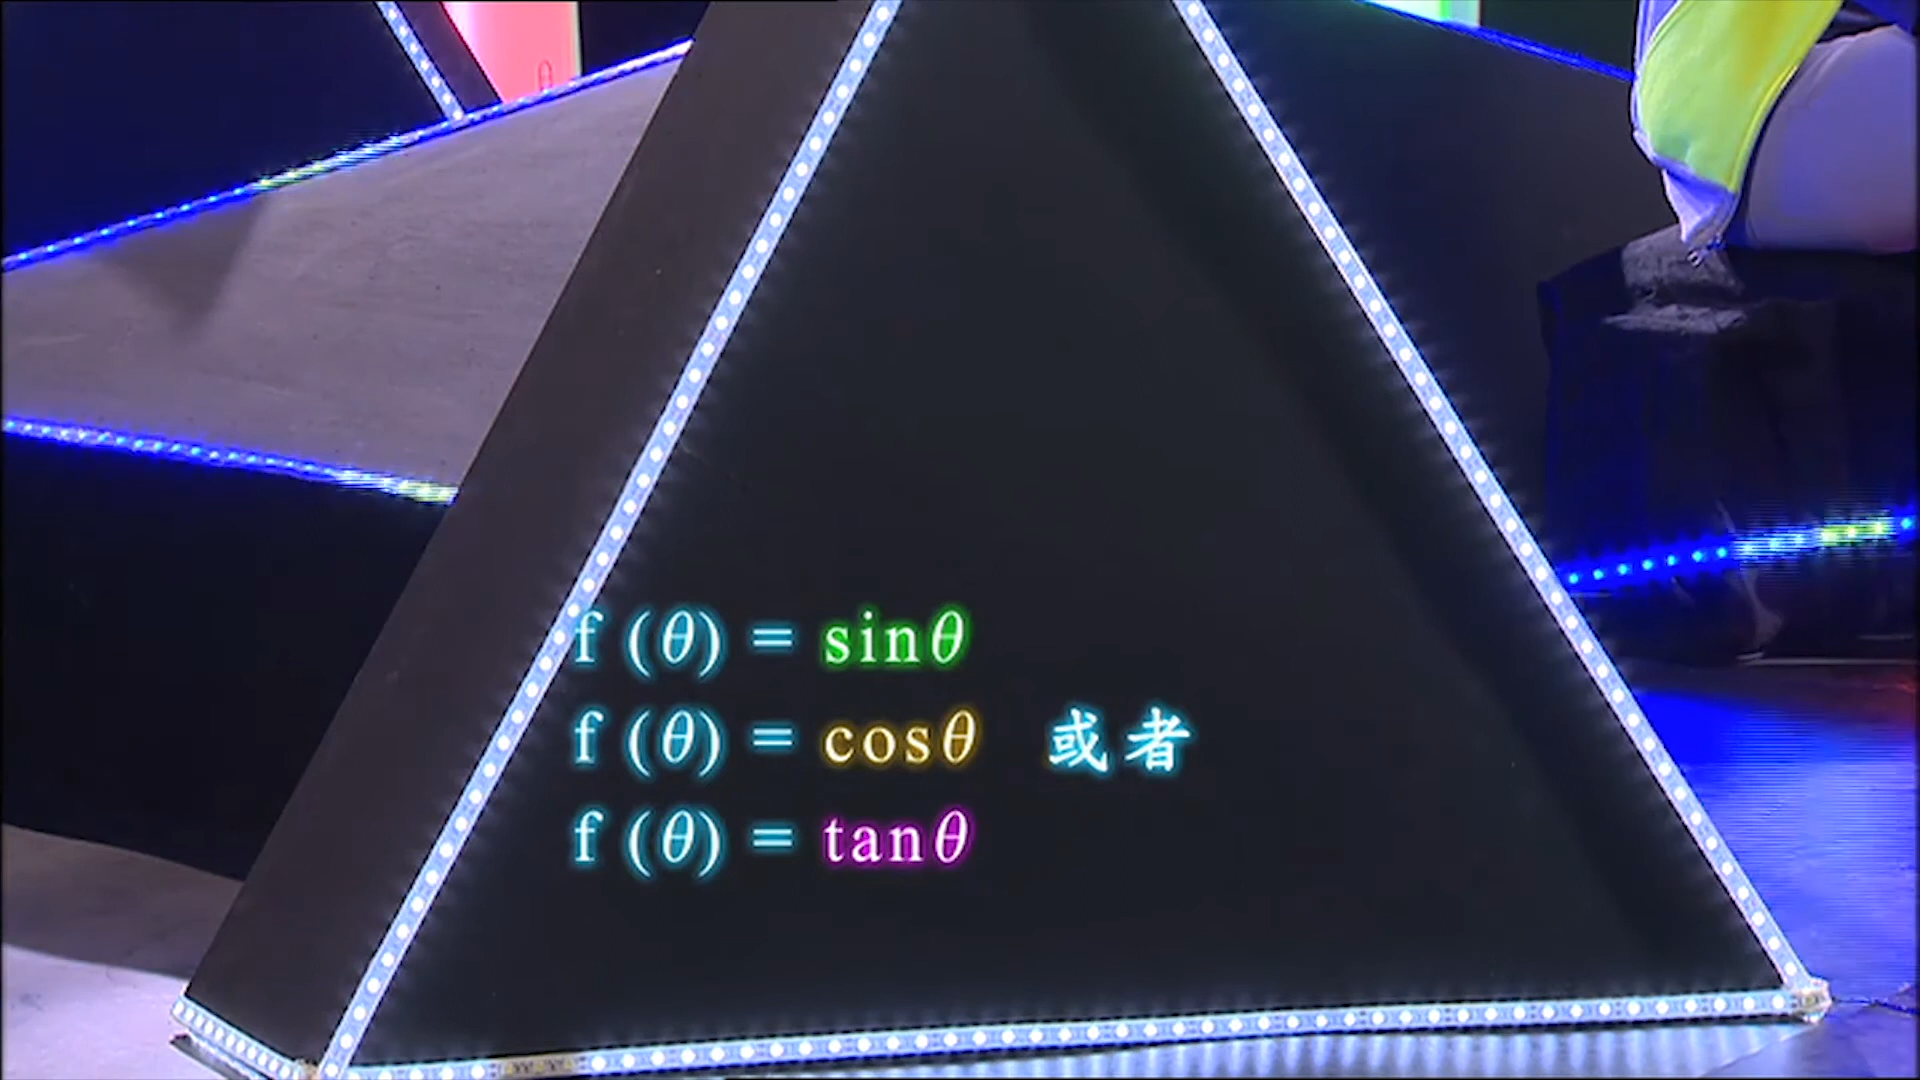 f (θ) = sinθ
f (θ) = cosθ 或者
f (θ) = tanθ